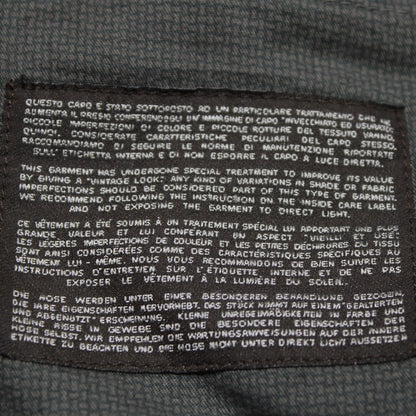 QUESTO CAPO E STATO SOTTOPOSTO AD UN PARTICOLARE TRATTAMENTO CHE NE
AUMENTA IL PREGIO CONFERENDOGLI UN'IMMAGINE DI CAPO "INVECCHIATO ED USURATO".
PICCOLE IMPERFEZIONI DI COLORE E PICCOLE ROTTURE DEL TESSUTO VANNO,
QUINDI, CONSIDERATE CARATTERISTICHE PECULIARI DEL CAPO STESSO.
RACCOMANDIAMO DI SEGUIRE LE NORME DI MANUTENZIONE RIPORTATE
SULL'ETICHETTA INTERNA E DI NON ESPORRE IL CAPO A LUCE DIRETTA.
THIS GARMENT HAS UNDERGONE SPECIAL TREATMENT TO IMPROVE ITS VALUE
BY GIVING A "VINTAGE LOOK". ANY KIND OF VARIATIONS IN SHADE OR FABRIC
IMPERFECTIONS SHOULD BE CONSIDERED PART OF THIS TYPE OF GARMENT.
WE RECOMMEND FOLLOWING THE INSTRUCTION ON THE INSIDE CARE LABEL
AND NOT EXPOSING THE GARMENT TO DIRECT LIGHT.
CE VÊTEMENT À ÉTÉ SOUMIS À UN TRAITEMENT SPÉCIAL LUI APPORTANT UNE PLUS
GRANDE VALEUR ET LUI CONFÉRANT UN ASPECT "VIEILLI ET USÉ".
LES LÉGÈRES IMPERFECTIONS DE COULEUR ET LES PETITES DÉCHIRURES DU TISSU
SONT AINSI CONSIDÉRÉES COMME DES CARACTÉRISTIQUES SPÉCIFIQUES DU
VÊTEMENT LUI - MÊME. NOUS VOUS RECOMMANDONS DE BIEN SUIVRE LES
INSTRUCTIONS D'ENTRETIEN SUR L'ÉTIQUETTE INTERNE ET DE NE PAS
EXPOSER LE VÊTEMENT À LA LUMIÈRE DU SOLEIL.
DIE HOSE WERDEN UNTER EINER BESONDEREN BEHANDLUNG GEZOGEN,
DIE IHRE EIGENSCHAFTEN HERVORHEBT. DAS STÜCK NIMMT AUF EINEM "GEALTERTEN
UND ABGENUTZT" ERSCHEINUNG. KLEINE UNREGELMÄßIGKEITEN IN FARBE UND
KLEINE RISSE IN GEWEBE SIND DIE BESONDERE EIGENSCHAFTEN DER
HOSE SELBST. WIR EMPFEHLEN DIE WARTUNGSANWEISUNGEN AUF DER INNERE
ETIKETTE ZU BEACHTEN UND DIE HOSE NICHT UNTER DIREKT LICHT AUSSETZEN